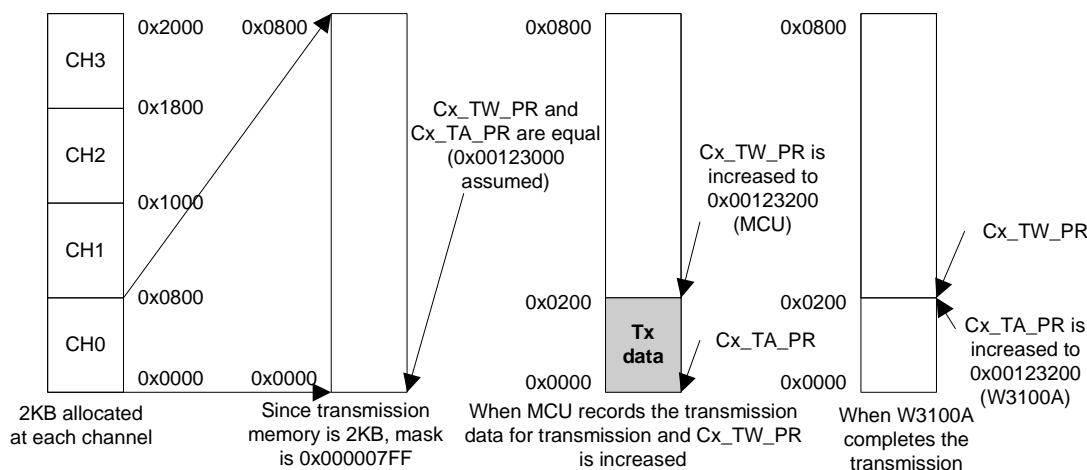 0x2000
CH3
0x1800
CH2
0x1000
CH1
0x0800
CH0
0x0000
2KB allocated
at each channel
0x0800
Cx_TW_PR and
Cx_TA_PR are equal
(0x00123000
assumed)
0x0000
Since transmission
memory is 2KB, mask
is 0x000007FF
0x0800
Cx_TW_PR is
increased to
0x00123200
(MCU)
0x0200
Tx
data
Cx_TA_PR
0x0000
When MCU records the transmission
data for transmission and Cx_TW_PR
is increased
0x0800
Cx_TW_PR
0x0200
Cx_TA_PR is
increased to
0x00123200
(W3100A)
0x0000
When W3100A
completes the
transmission